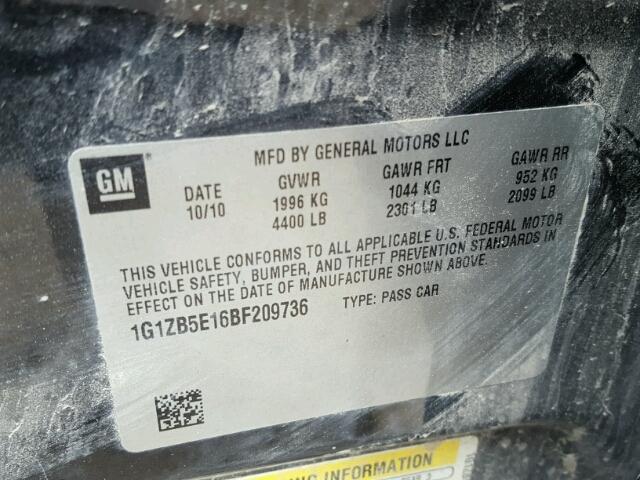 GM
MFD BY GENERAL MOTORS LLC
DATE GVWR GAWR FRT GAWR RR
10/10 1996 KG 1044 KG 952 KG
4400 LB 2301 LB 2099 LB
THIS VEHICLE CONFORMS TO ALL APPLICABLE U.S. FEDERAL MOTOR
VEHICLE SAFETY, BUMPER, AND THEFT PREVENTION STANDARDS IN
EFFECT ON THE DATE OF MANUFACTURE SHOWN ABOVE.
1G1ZB5E16BF209736 TYPE: PASS CAR
INFORMATION